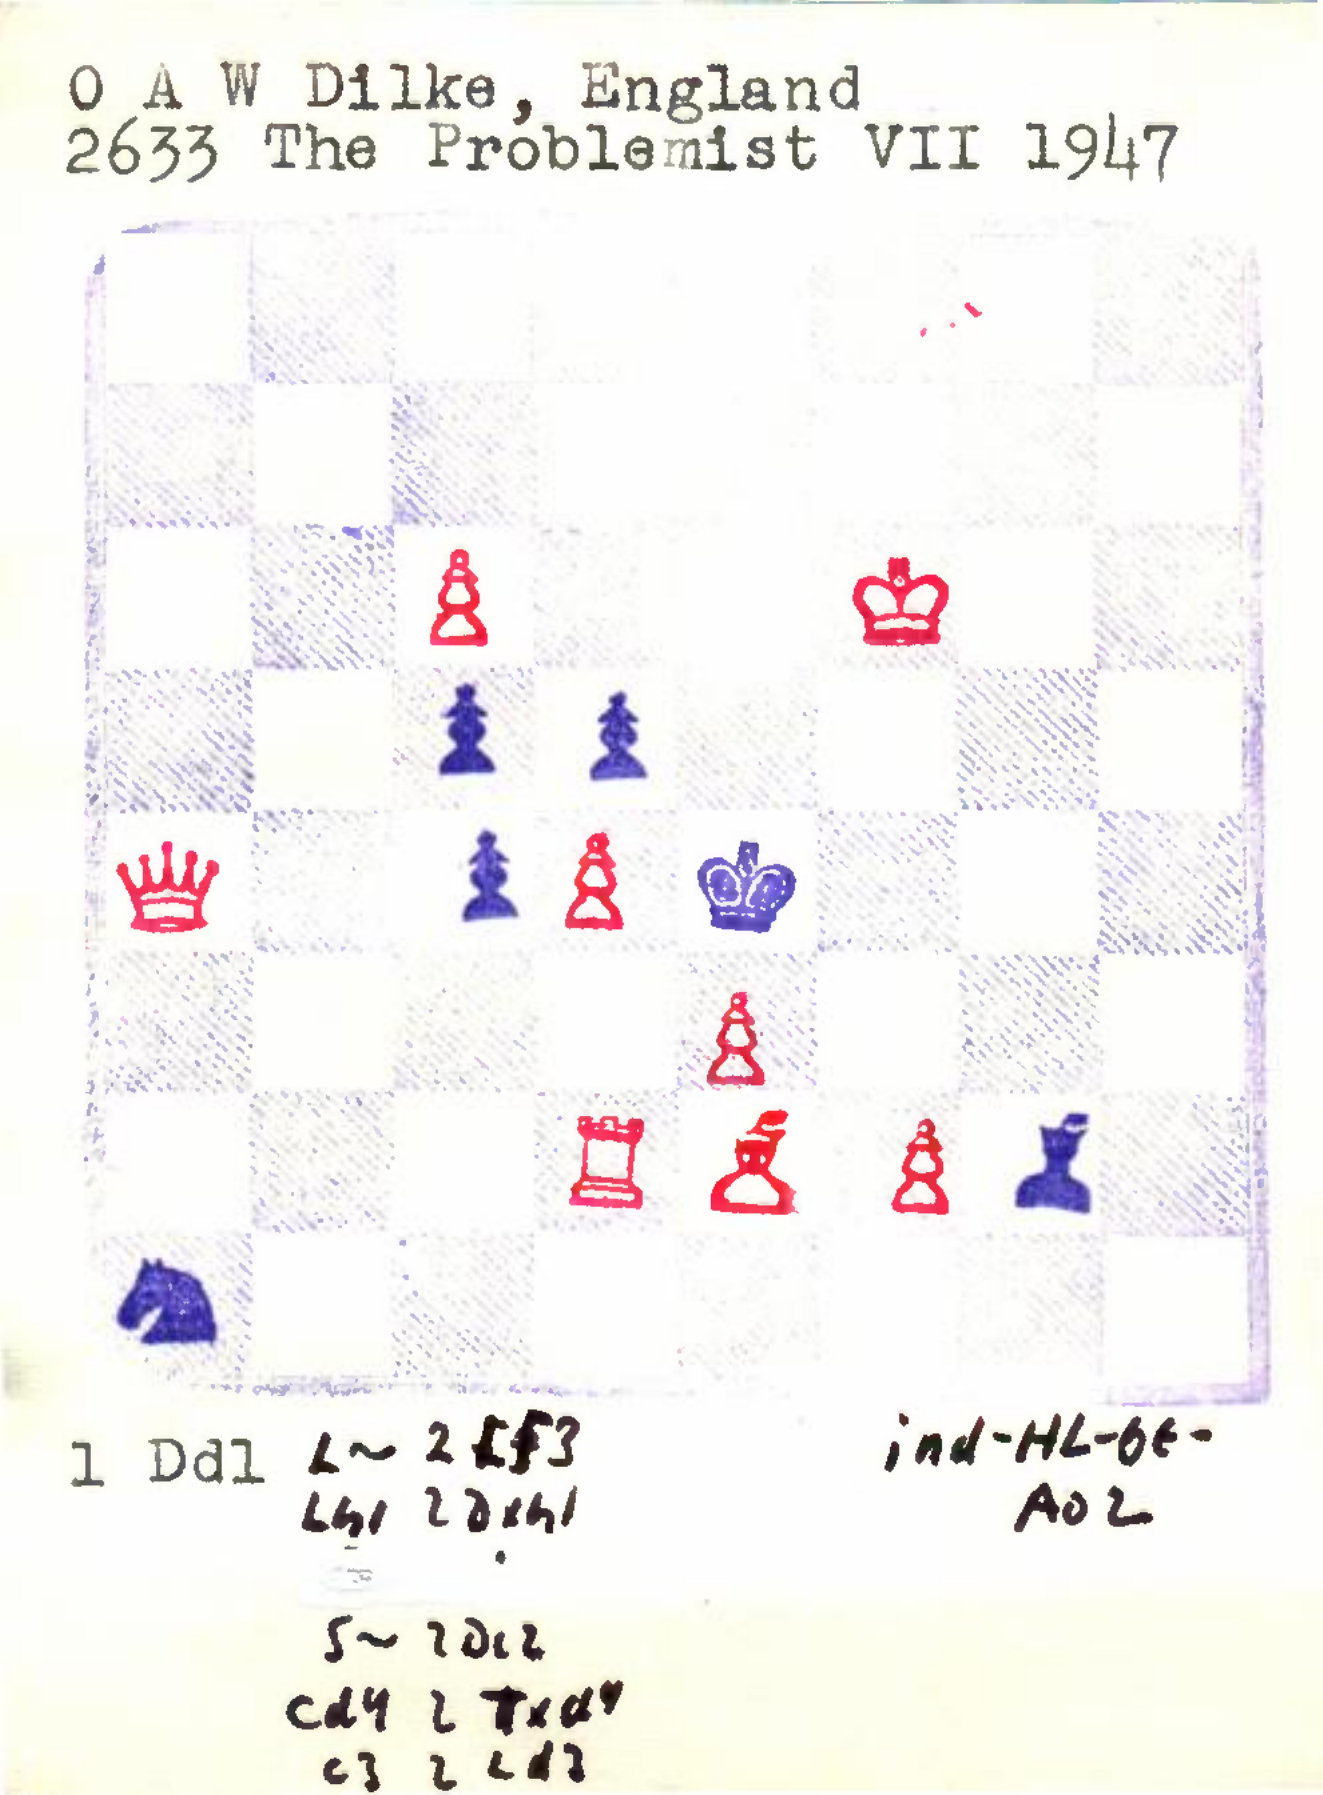 O A W Dilke, England
2633 The Problemist VII 1947
1 Dd1 L~ 2 Lf3
Lh1 2 Dxh1
S~ 2 Dc2
cd4 2 Txd4
c3 2 Ld3
ind-HL-bt-
A02